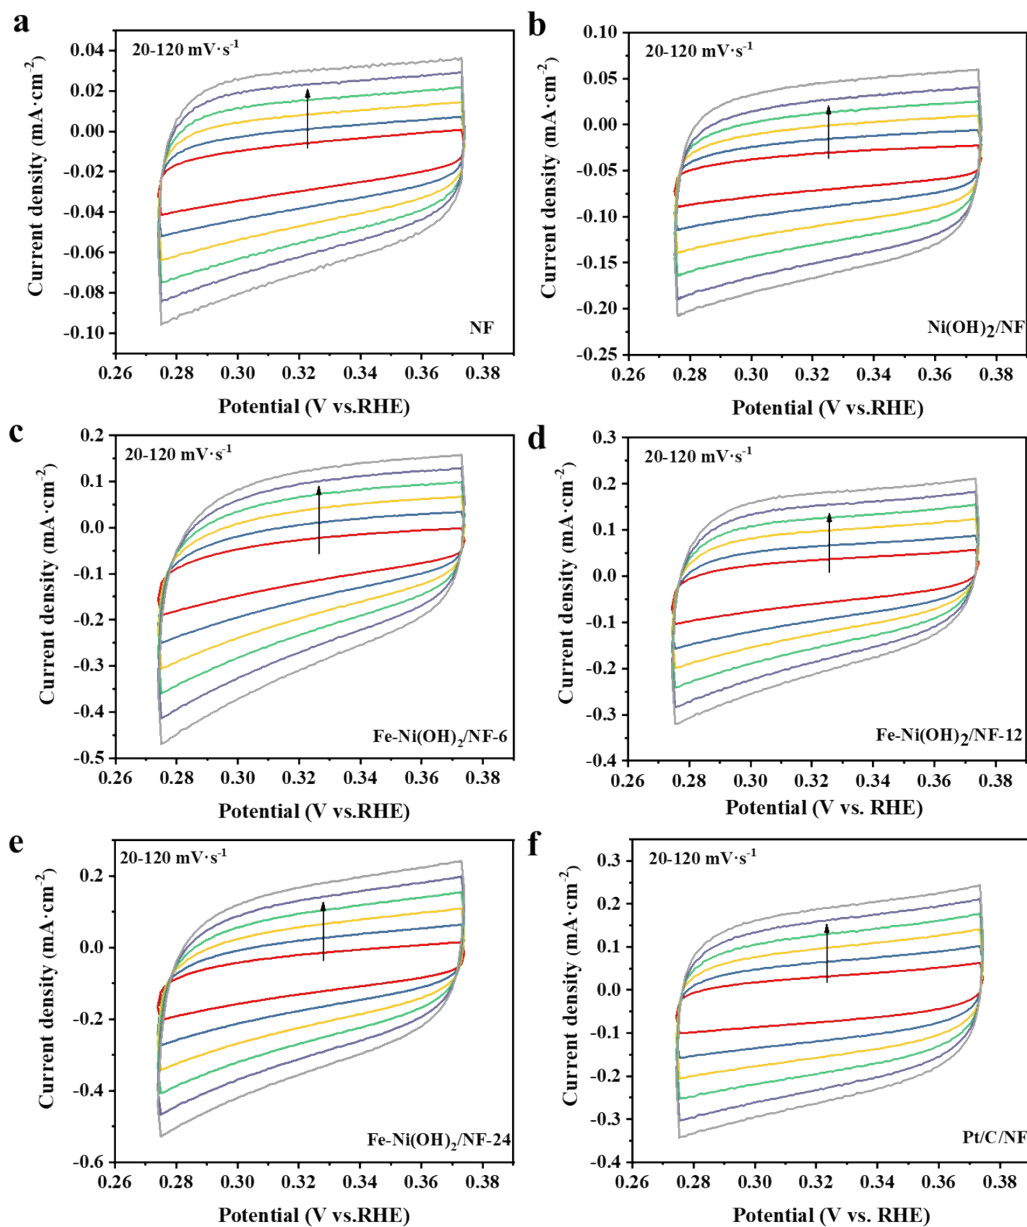 a
20-120 mV·s⁻¹
0.04
0.02
0.00
-0.02
-0.04
-0.06
-0.08
-0.10
Current density (mA·cm⁻²)
NF
0.26 0.28 0.30 0.32 0.34 0.36 0.38
Potential (V vs.RHE)
b
20-120 mV·s⁻¹
0.10
0.05
0.00
-0.05
-0.10
-0.15
-0.20
-0.25
Current density (mA·cm⁻²)
Ni(OH)₂/NF
0.26 0.28 0.30 0.32 0.34 0.36 0.38
Potential (V vs.RHE)
c
20-120 mV·s⁻¹
0.2
0.1
0.0
-0.1
-0.2
-0.3
-0.4
-0.5
Current density (mA·cm⁻²)
Fe-Ni(OH)₂/NF-6
0.26 0.28 0.30 0.32 0.34 0.36 0.38
Potential (V vs.RHE)
d
20-120 mV·s⁻¹
0.3
0.2
0.1
0.0
-0.1
-0.2
-0.3
-0.4
Current density (mA·cm⁻²)
Fe-Ni(OH)₂/NF-12
0.26 0.28 0.30 0.32 0.34 0.36 0.38
Potential (V vs. RHE)
e
20-120 mV·s⁻¹
0.2
0.0
-0.2
-0.4
-0.6
Current density (mA·cm⁻²)
Fe-Ni(OH)₂/NF-24
0.26 0.28 0.30 0.32 0.34 0.36 0.38
Potential (V vs.RHE)
f
20-120 mV·s⁻¹
0.3
0.2
0.1
0.0
-0.1
-0.2
-0.3
-0.4
Current density (mA·cm⁻²)
Pt/C/NF
0.26 0.28 0.30 0.32 0.34 0.36 0.38
Potential (V vs. RHE)